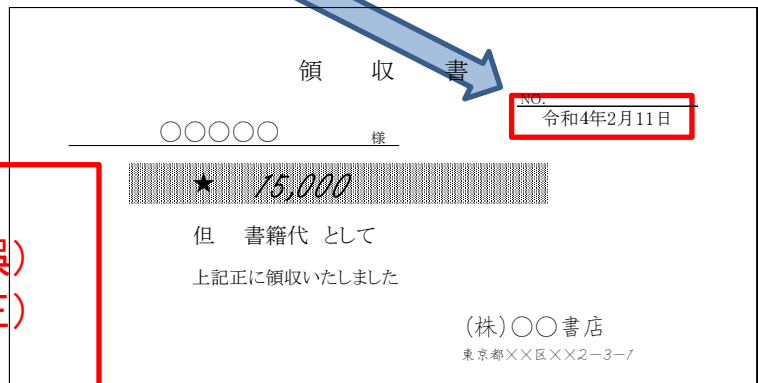 領 収 書
NO.
令和4年2月11日
○○○○○ 様
★ 15,000
但 書籍代 として
上記正に領収いたしました
誤)
正)
(株)○○書店
東京都××区××2-3-1